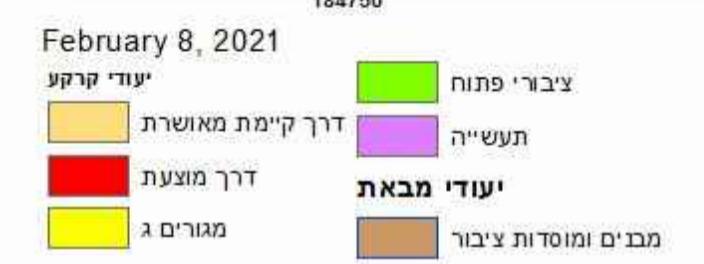 184750
February 8, 2021
יעודי קרקע
דרך קיימת מאושרת
דרך מוצעת
מגורים ג
ציבורי פתוח
תעשייה
יעודי מבאת
מבנים ומוסדות ציבור